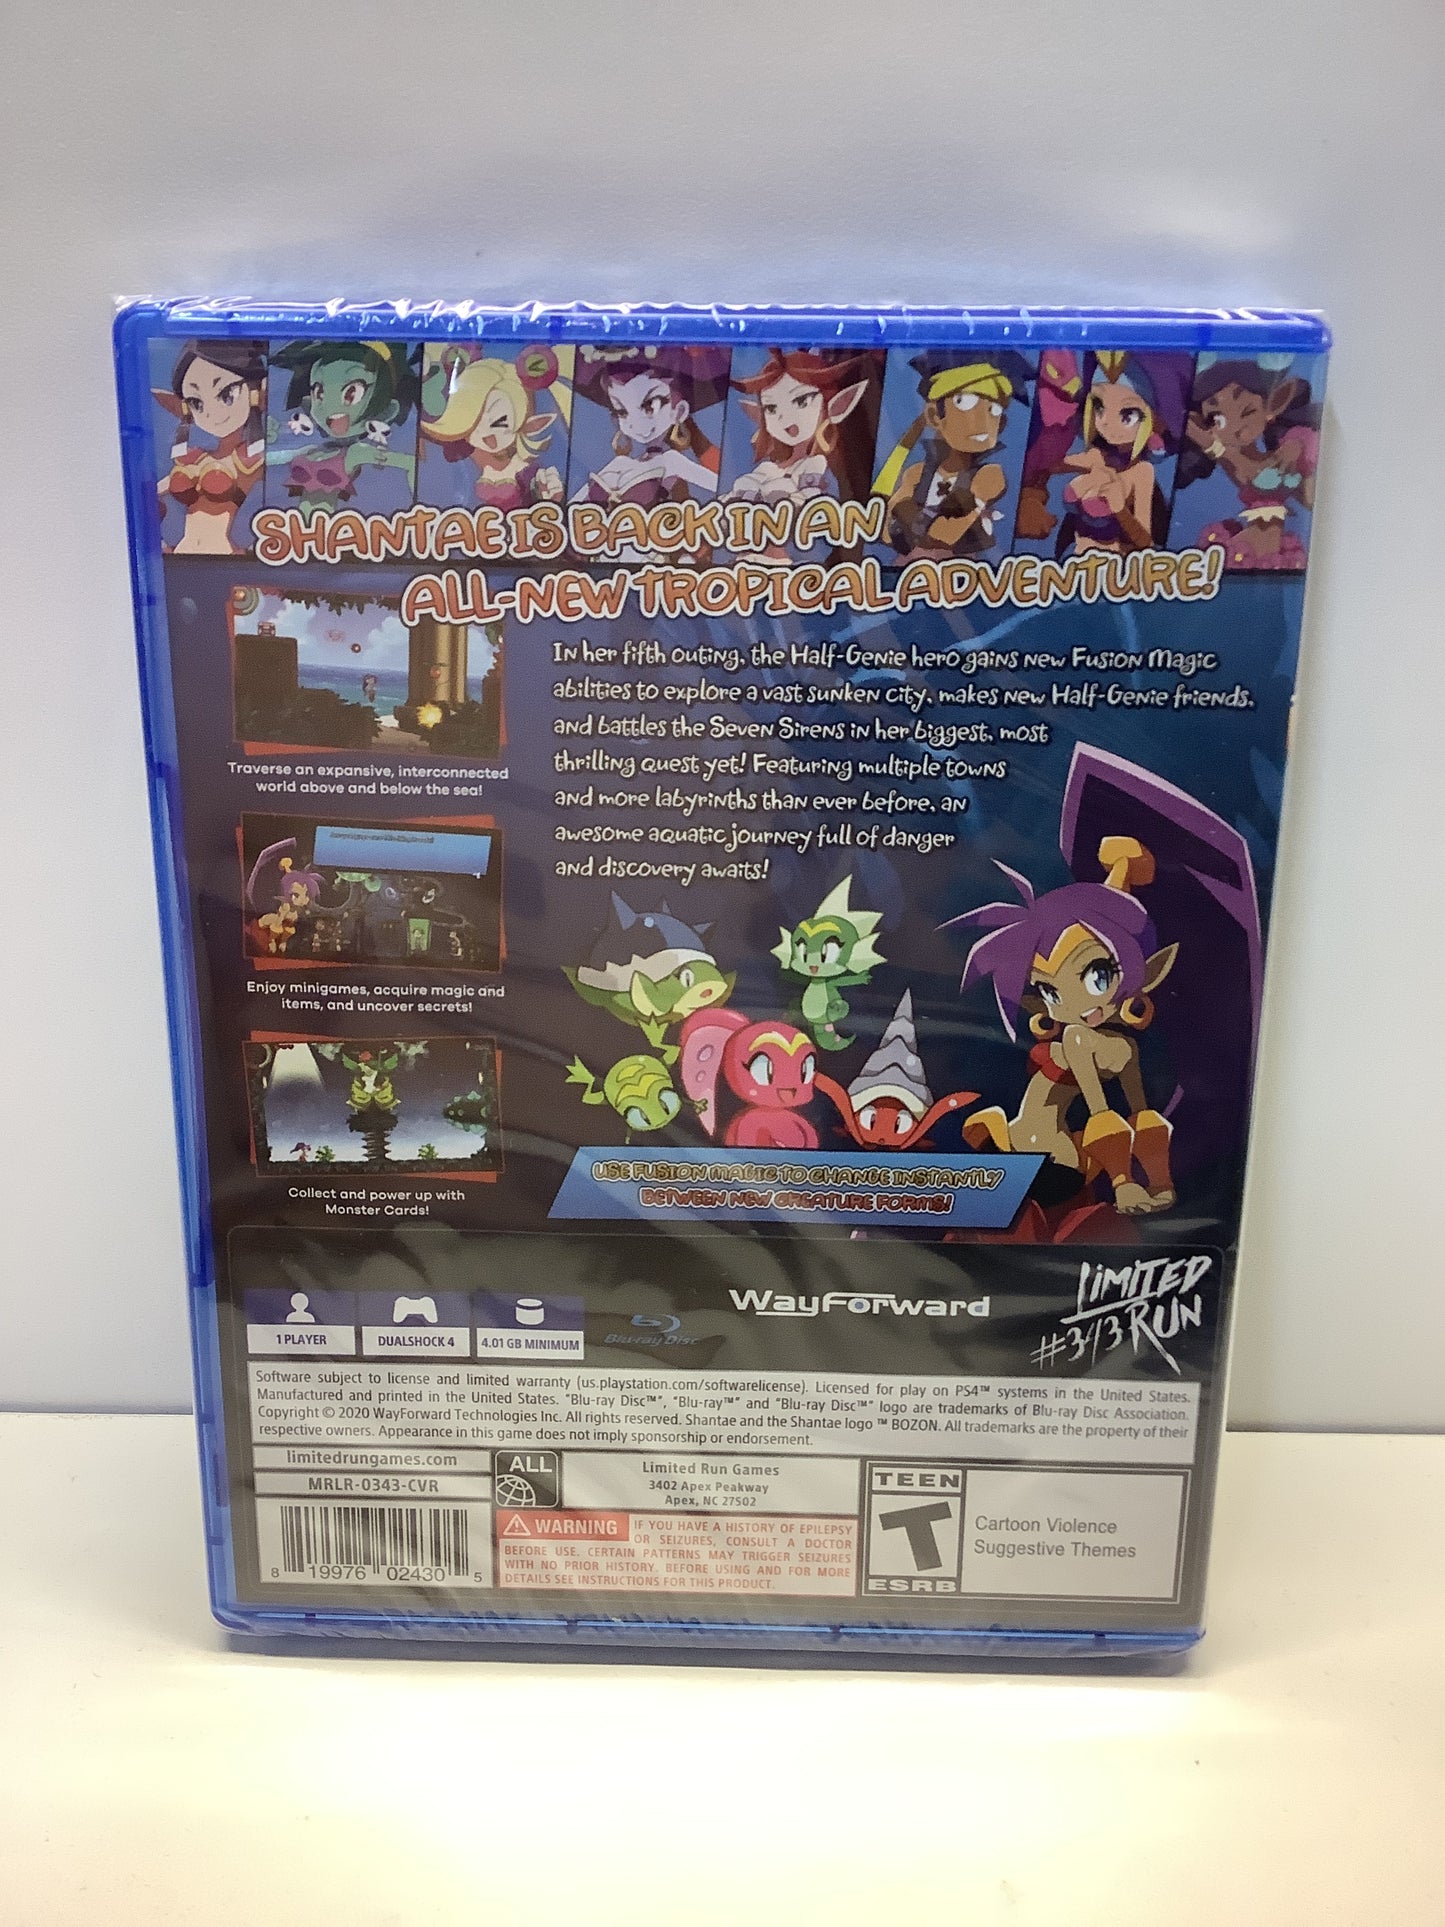 SHANTAE IS BACK IN AN
ALL-NEW TROPICAL ADVENTURE!
In her fifth outing, the Half-Genie hero gains new Fusion Magic
abilities to explore a vast sunken city, makes new Half-Genie friends,
and battles the Seven Sirens in her biggest, most
thrilling quest yet! Featuring multiple towns
and more labyrinths than ever before, an
awesome aquatic journey full of danger
and discovery awaits!
Traverse an expansive, interconnected
world above and below the sea!
Enjoy minigames, acquire magic and
items, and uncover secrets!
Collect and power up with
Monster Cards!
USE FUSION MAGIC TO CHANGE INSTANTLY
BETWEEN NEW CREATURE FORMS!
1 PLAYER
DUALSHOCK 4
4.01 GB MINIMUM
Blu-ray Disc
WayForward
LIMITED
RUN
#343
Software subject to license and limited warranty (us.playstation.com/softwarelicense). Licensed for play on PS4™ systems in the United States.
Manufactured and printed in the United States. "Blu-ray Disc™", "Blu-ray™" and "Blu-ray Disc™" logo are trademarks of Blu-ray Disc Association.
Copyright © 2020 WayForward Technologies Inc. All rights reserved. Shantae and the Shantae logo ™ BOZON. All trademarks are the property of their
respective owners. Appearance in this game does not imply sponsorship or endorsement.
limitedrungames.com
MRLR-0343-CVR
8 19976 02430 5
ALL
Limited Run Games
3402 Apex Peakway
Apex, NC 27502
WARNING IF YOU HAVE A HISTORY OF EPILEPSY
OR SEIZURES, CONSULT A DOCTOR
BEFORE USE. CERTAIN PATTERNS MAY TRIGGER SEIZURES
WITH NO PRIOR HISTORY. BEFORE USING AND FOR MORE
DETAILS SEE INSTRUCTIONS FOR THIS PRODUCT.
TEEN
T
ESRB
Cartoon Violence
Suggestive Themes